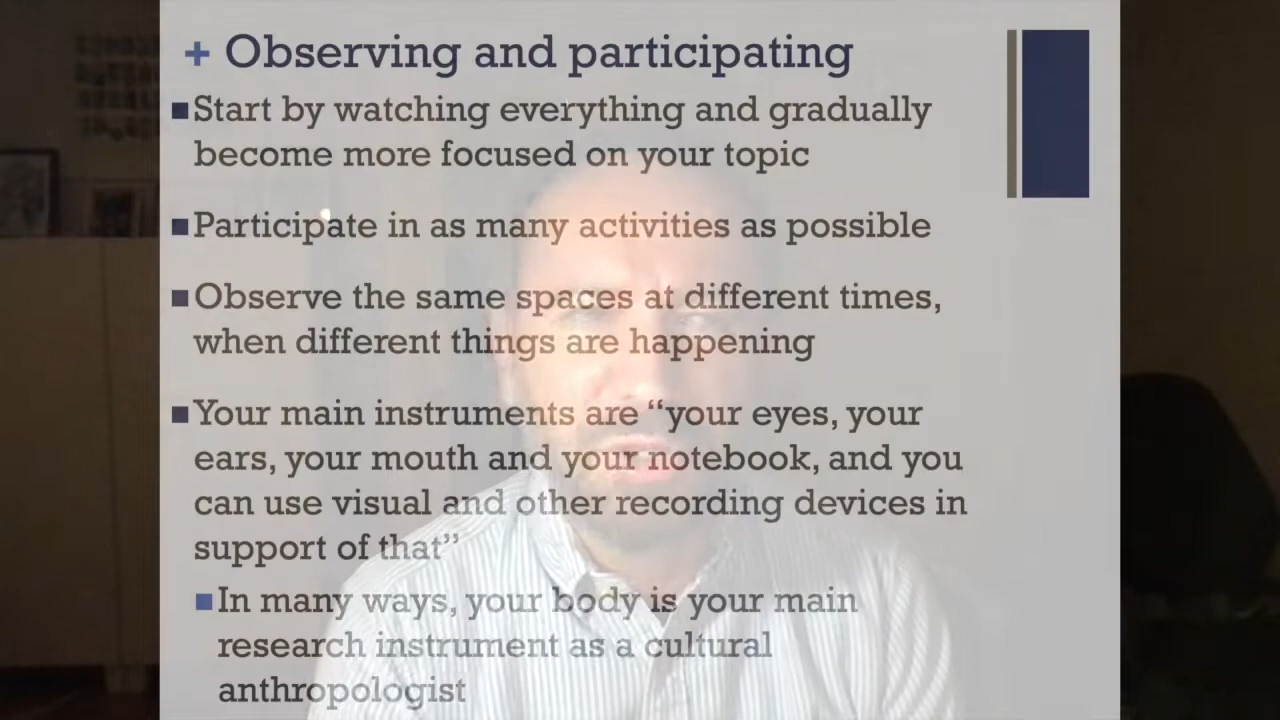 + Observing and participating
■ Start by watching everything and gradually
become more focused on your topic
■ Participate in as many activities as possible
■ Observe the same spaces at different times,
when different things are happening
■ Your main instruments are “your eyes, your
ears, your mouth and your notebook, and you
can use visual and other recording devices in
support of that”
■ In many ways, your body is your main
research instrument as a cultural
anthropologist